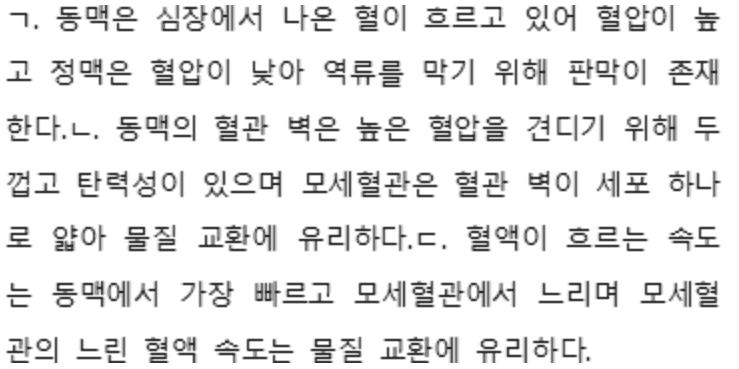 ㄱ. 동맥은 심장에서 나온 혈이 흐르고 있어 혈압이 높
고 정맥은 혈압이 낮아 역류를 막기 위해 판막이 존재
한다.ㄴ. 동맥의 혈관 벽은 높은 혈압을 견디기 위해 두
껍고 탄력성이 있으며 모세혈관은 혈관 벽이 세포 하나
로 얇아 물질 교환에 유리하다.ㄷ. 혈액이 흐르는 속도
는 동맥에서 가장 빠르고 모세혈관에서 느리며 모세혈
관의 느린 혈액 속도는 물질 교환에 유리하다.